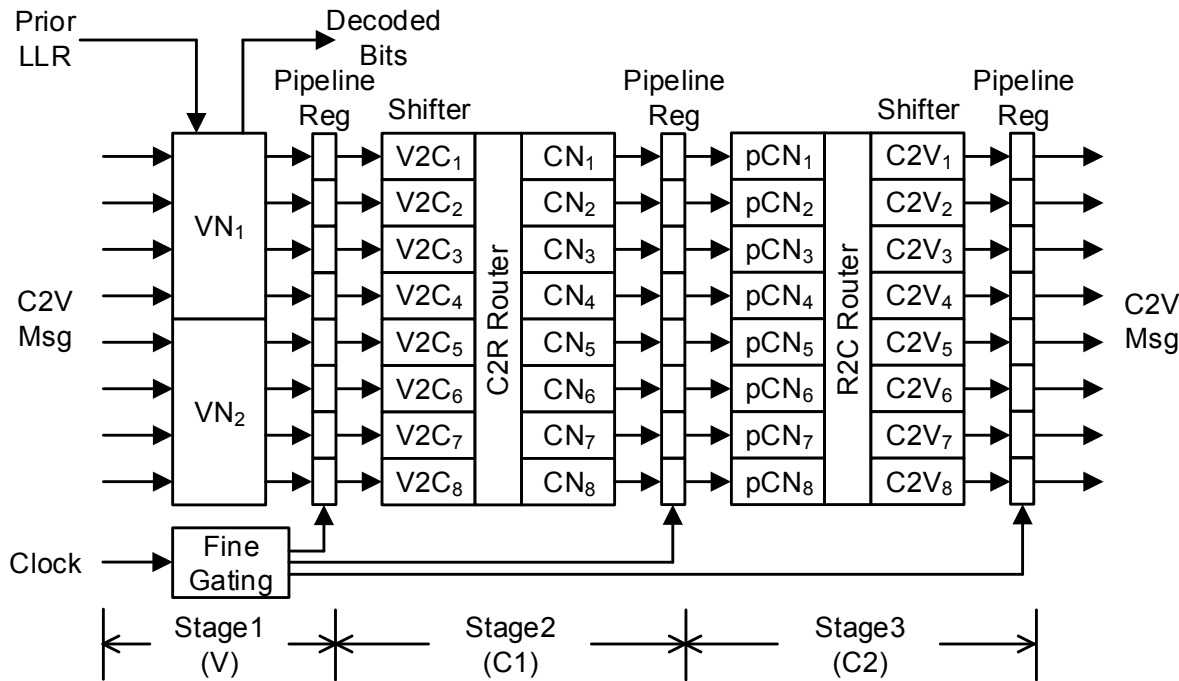 Prior
LLR
Decoded
Bits
Pipeline
Reg
Shifter
Pipeline
Reg
Shifter
Pipeline
Reg
C2V
Msg
VN1
VN2
V2C1
V2C2
V2C3
V2C4
V2C5
V2C6
V2C7
V2C8
C2R Router
CN1
CN2
CN3
CN4
CN5
CN6
CN7
CN8
pCN1
pCN2
pCN3
pCN4
pCN5
pCN6
pCN7
pCN8
R2C Router
C2V1
C2V2
C2V3
C2V4
C2V5
C2V6
C2V7
C2V8
C2V
Msg
Clock
Fine
Gating
Stage1
(V)
Stage2
(C1)
Stage3
(C2)